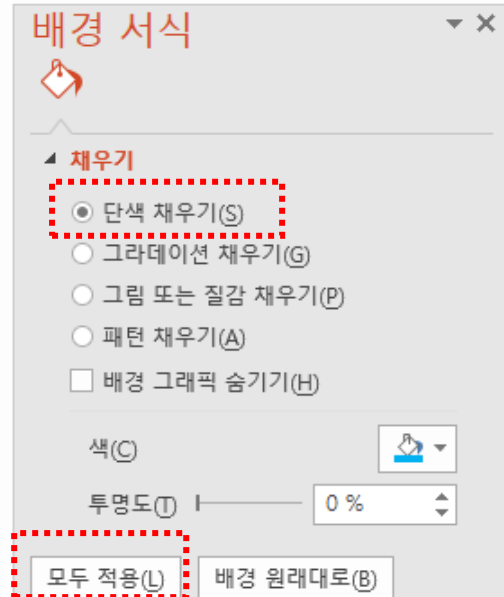 배경 서식
채우기
단색 채우기(S)
그라데이션 채우기(G)
그림 또는 질감 채우기(P)
패턴 채우기(A)
배경 그래픽 숨기기(H)
색(C)
투명도(T) 0 %
모두 적용(L) 배경 원래대로(B)